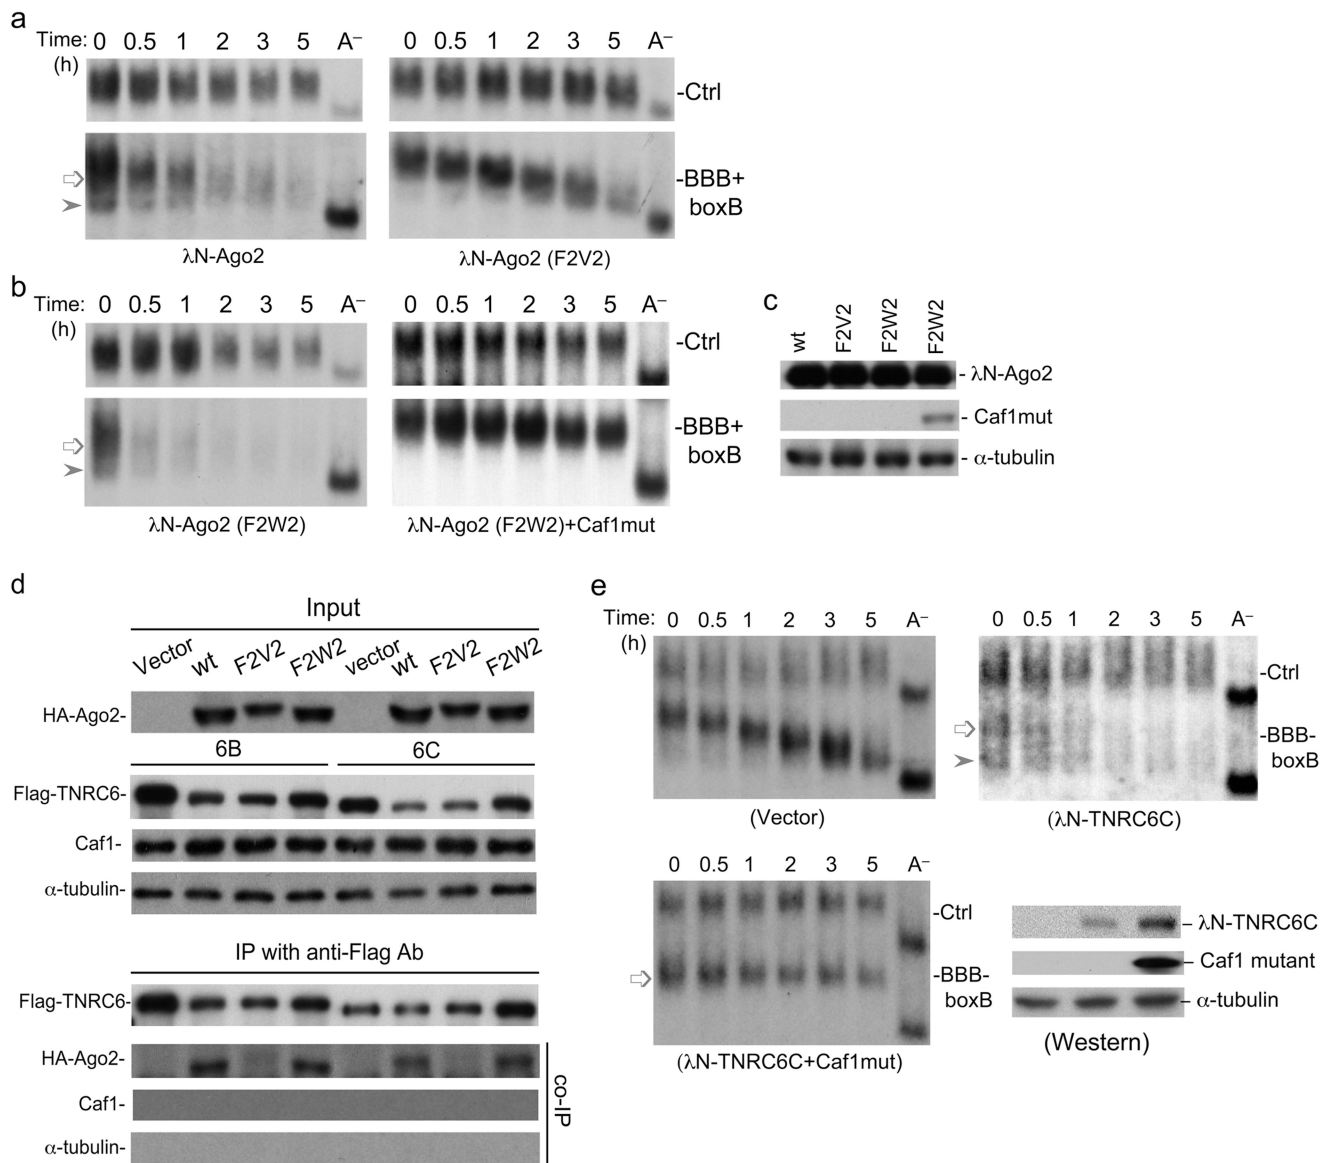 a
Time: 0 0.5 1 2 3 5 A–
(h)
0 0.5 1 2 3 5 A–
-Ctrl
-BBB+
boxB
λN-Ago2
λN-Ago2 (F2V2)
b
Time: 0 0.5 1 2 3 5 A–
(h)
0 0.5 1 2 3 5 A–
-Ctrl
-BBB+
boxB
λN-Ago2 (F2W2)
λN-Ago2 (F2W2)+Caf1mut
c
wt F2V2 F2W2 F2W2
- λN-Ago2
- Caf1mut
- α-tubulin
d
Input
Vector wt F2V2 F2W2 vector wt F2V2 F2W2
HA-Ago2-
6B 6C
Flag-TNRC6-
Caf1-
α-tubulin-
IP with anti-Flag Ab
Flag-TNRC6-
HA-Ago2-
Caf1-
α-tubulin-
co-IP
e
Time: 0 0.5 1 2 3 5 A–
(h)
0 0.5 1 2 3 5 A–
-Ctrl
-BBB-
boxB
(Vector)
(λN-TNRC6C)
0 0.5 1 2 3 5 A–
-Ctrl
-BBB-
boxB
(λN-TNRC6C+Caf1mut)
– λN-TNRC6C
– Caf1 mutant
– α-tubulin
(Western)